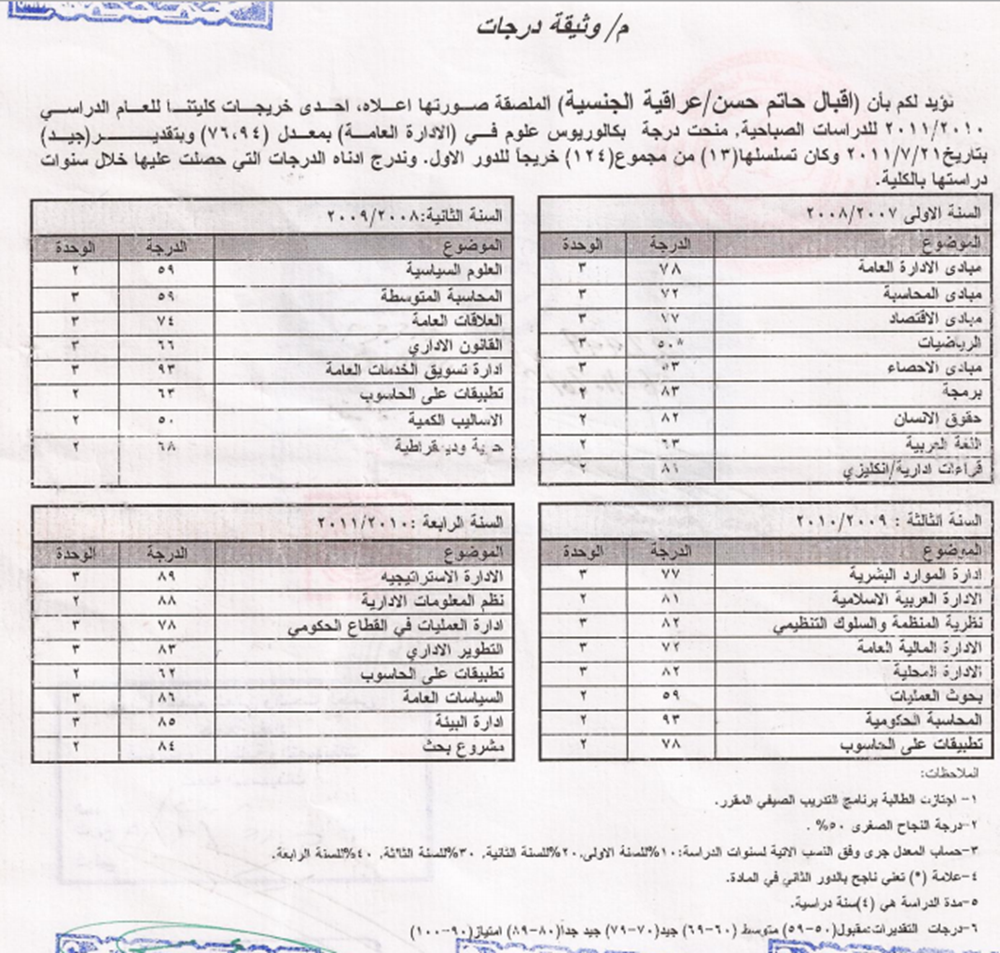 م/ وثيقة درجات
نؤيد لكم بأن (اقبال حاتم حسن/عراقية الجنسية) الملصقة صورتها اعلاه، احدى خريجات كليتنا للعام الدراسي
٢٠١١/٢٠١٠ للدراسات الصباحية, منحت درجة بكالوريوس علوم في (الادارة العامة) بمعدل (٧٦,٩٤) وبتقدير(جيد)
بتاريخ٢٠١١/٧/٢١ وكان تسلسلها(١٣) من مجموع(١٢٤) خريجاً للدور الاول. وندرج ادناه الدرجات التي حصلت عليها خلال سنوات
دراستها بالكلية.
السنة الاولى ٢٠٠٨/٢٠٠٧
الموضوع الدرجة الوحدة
مبادى الادارة العامة ٧٨ ٣
مبادى المحاسبة ٧٢ ٣
مبادى الاقتصاد ٧٧ ٣
الرياضيات ٥٠* ٣
مبادى الاحصاء ٣
برمجة ٨٣ ٢
حقوق الانسان ٨٢ ٢
اللغة العربية ٦٣ ٢
قراءات ادارية/انكليزي ٨١ ٢
السنة الثانية:٢٠٠٩/٢٠٠٨
الموضوع الدرجة الوحدة
العلوم السياسية ٥٩ ٢
المحاسبة المتوسطة ٥٩ ٣
العلاقات العامة ٧٤ ٣
القانون الاداري ٦٦ ٣
ادارة تسويق الخدمات العامة ٩٣ ٣
تطبيقات على الحاسوب ٦٣ ٢
الاساليب الكمية ٥٠ ٢
حرية وديمقراطية ٦٨ ٢
السنة الثالثة : ٢٠١٠/٢٠٠٩
الموضوع الدرجة الوحدة
ادارة الموارد البشرية ٧٧ ٣
الادارة العربية الاسلامية ٨١ ٢
نظرية المنظمة والسلوك التنظيمي ٨٢ ٣
الادارة المالية العامة ٧٢ ٣
الادارة المحلية ٨٢ ٣
بحوث العمليات ٥٩ ٢
المحاسبة الحكومية ٩٣ ٢
تطبيقات على الحاسوب ٧٨ ٢
السنة الرابعة :٢٠١١/٢٠١٠
الموضوع الدرجة الوحدة
الادارة الاستراتيجيه ٨٩ ٣
نظم المعلومات الادارية ٨٨ ٢
ادارة العمليات في القطاع الحكومي ٧٨ ٣
التطوير الاداري ٨٣ ٣
تطبيقات على الحاسوب ٦٢ ٢
السياسات العامة ٨٦ ٣
ادارة البيئة ٨٥ ٣
مشروع بحث ٨٤ ٢
الملاحظات:
١- اجتازت الطالبة برنامج التدريب الصيفي المقرر.
٢-درجة النجاح الصغرى ٥٠% .
٣-حساب المعدل جرى وفق النسب الاتية لسنوات الدراسة:١٠%للسنة الاولى,٢٠%للسنة الثانية, ٣٠%للسنة الثالثة, ٤٠%للسنة الرابعة.
٤-علامة (*) تعني ناجح بالدور الثاني في المادة.
٥-مدة الدراسة هي (٤)سنة دراسية.
٦-درجات التقديرات:مقبول(٥٠-٥٩) متوسط (٦٠-٦٩) جيد(٧٠-٧٩) جيد جداً(٨٠-٨٩) امتياز(٩٠-١٠٠)